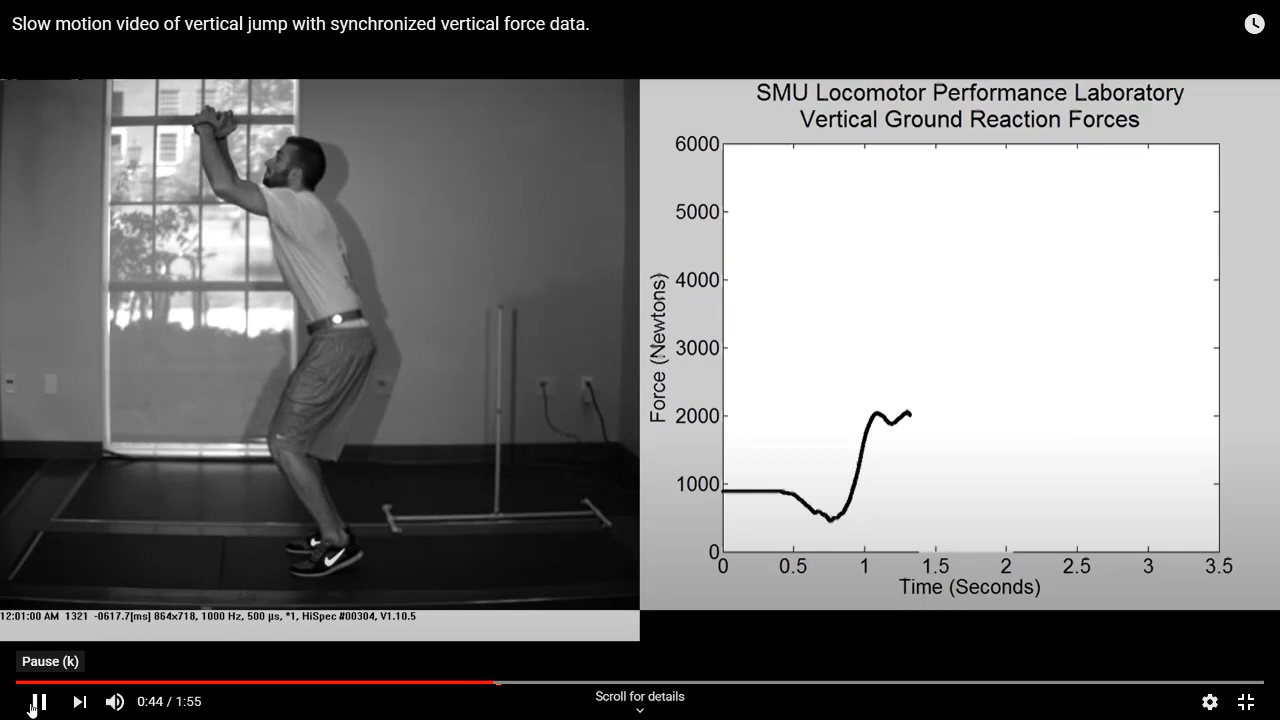 Slow motion video of vertical jump with synchronized vertical force data.
SMU Locomotor Performance Laboratory
Vertical Ground Reaction Forces
6000
5000
4000
3000
2000
1000
0
Force (Newtons)
0 0.5 1 1.5 2 2.5 3 3.5
Time (Seconds)
12:01:00 AM 1321 -0617.7[ms] 864x718, 1000 Hz, 500 µs, *1, HiSpec #00304, V1.10.5
Pause (k)
0:44 / 1:55
Scroll for details